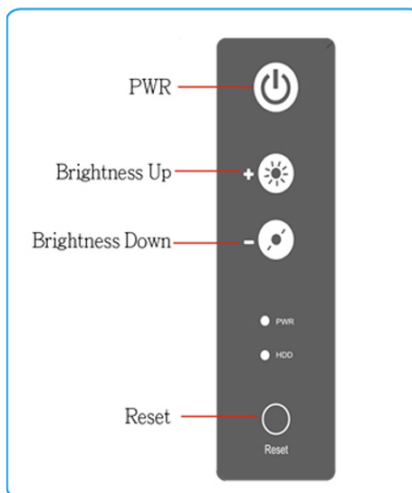 PWR
Brightness Up
+
Brightness Down
-
PWR
HDD
Reset
Reset